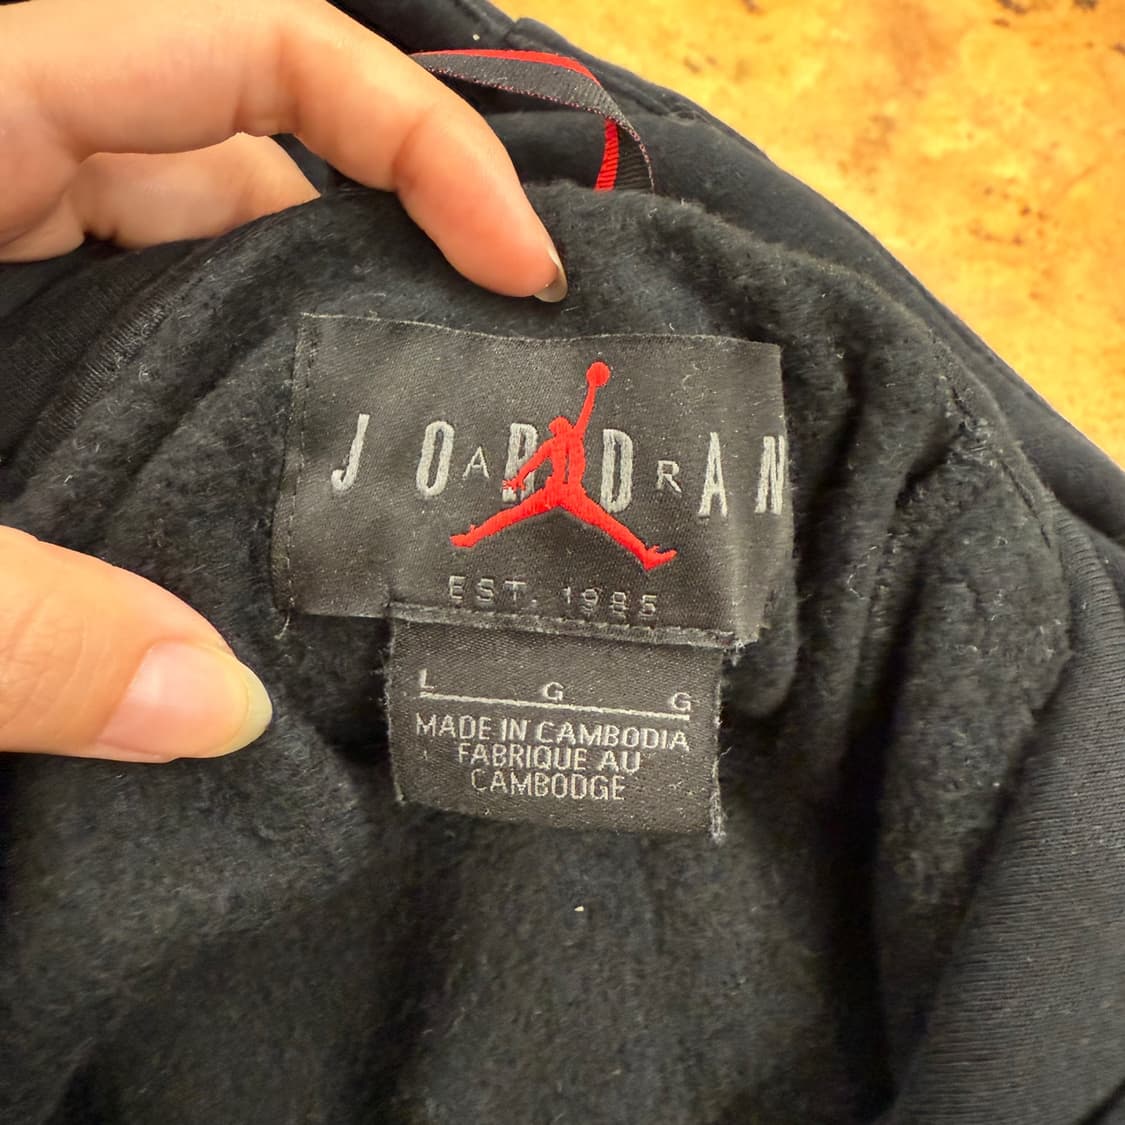 JORDAN
AIR
EST. 1985
L G G
MADE IN CAMBODIA
FABRIQUE AU
CAMBODGE